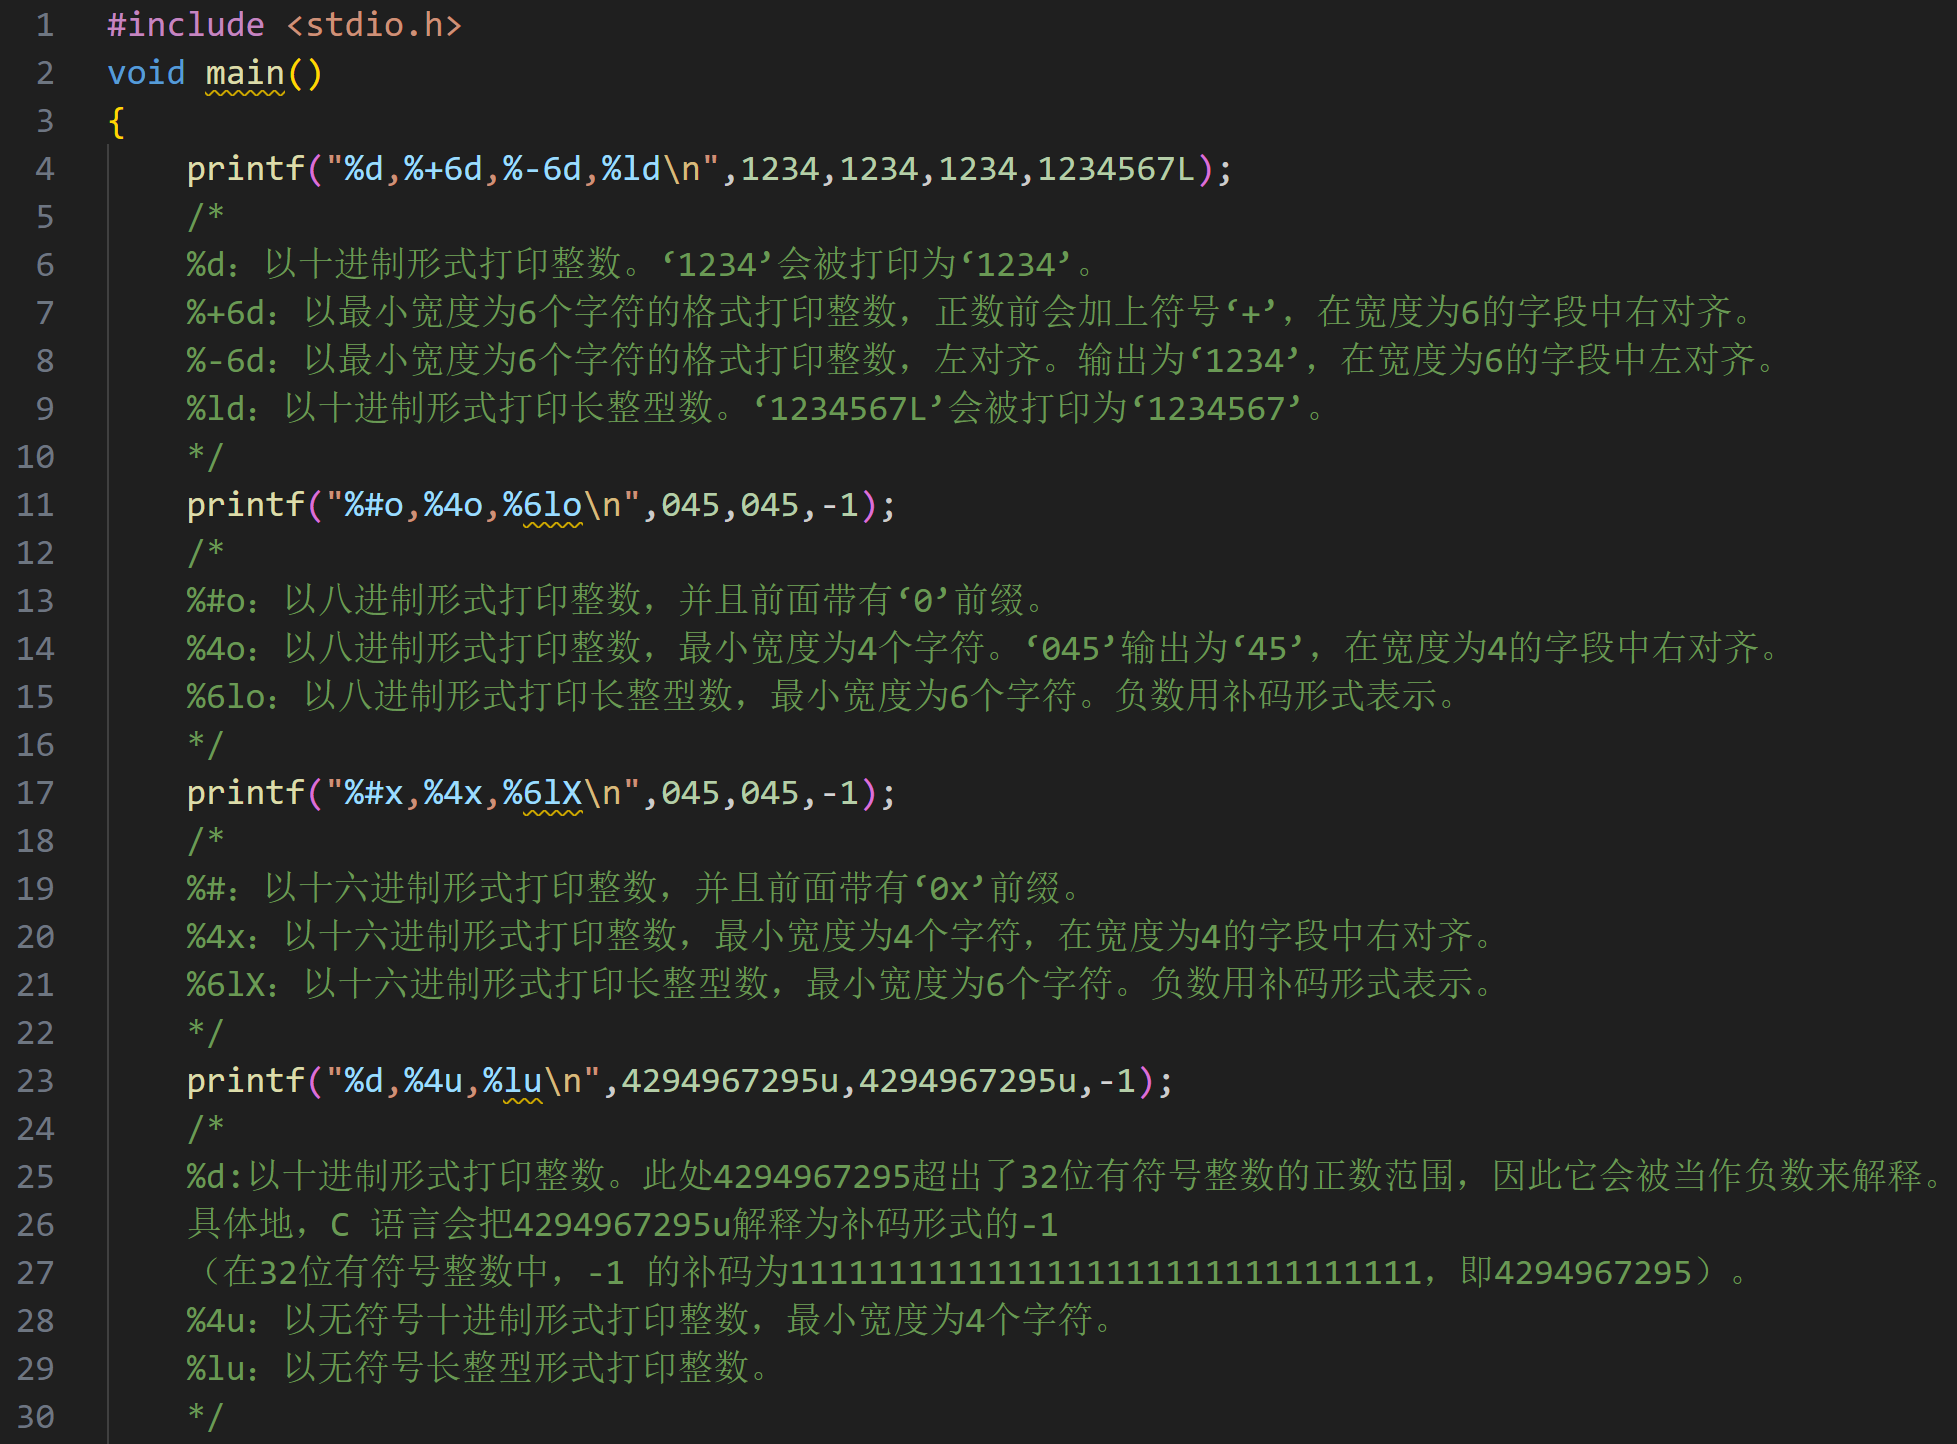 1 #include <stdio.h>
2 void main()
3 {
4 printf("%d,%+6d,%-6d,%ld\n",1234,1234,1234,1234567L);
5 /*
6 %d：以十进制形式打印整数。‘1234’会被打印为‘1234’。
7 %+6d：以最小宽度为6个字符的格式打印整数，正数前会加上符号‘+’，在宽度为6的字段中右对齐。
8 %-6d：以最小宽度为6个字符的格式打印整数，左对齐。输出为‘1234’，在宽度为6的字段中左对齐。
9 %ld：以十进制形式打印长整型数。‘1234567L’会被打印为‘1234567’。
10 */
11 printf("%#o,%4o,%6lo\n",045,045,-1);
12 /*
13 %#o：以八进制形式打印整数，并且前面带有‘0’前缀。
14 %4o：以八进制形式打印整数，最小宽度为4个字符。‘045’输出为‘45’，在宽度为4的字段中右对齐。
15 %6lo：以八进制形式打印长整型数，最小宽度为6个字符。负数用补码形式表示。
16 */
17 printf("%#x,%4x,%6lX\n",045,045,-1);
18 /*
19 %#：以十六进制形式打印整数，并且前面带有‘0x’前缀。
20 %4x：以十六进制形式打印整数，最小宽度为4个字符，在宽度为4的字段中右对齐。
21 %6lX：以十六进制形式打印长整型数，最小宽度为6个字符。负数用补码形式表示。
22 */
23 printf("%d,%4u,%lu\n",4294967295u,4294967295u,-1);
24 /*
25 %d:以十进制形式打印整数。此处4294967295超出了32位有符号整数的正数范围，因此它会被当作负数来解释。
26 具体地，C 语言会把4294967295u解释为补码形式的-1
27 （在32位有符号整数中，-1 的补码为11111111111111111111111111111111，即4294967295）。
28 %4u：以无符号十进制形式打印整数，最小宽度为4个字符。
29 %lu：以无符号长整型形式打印整数。
30 */